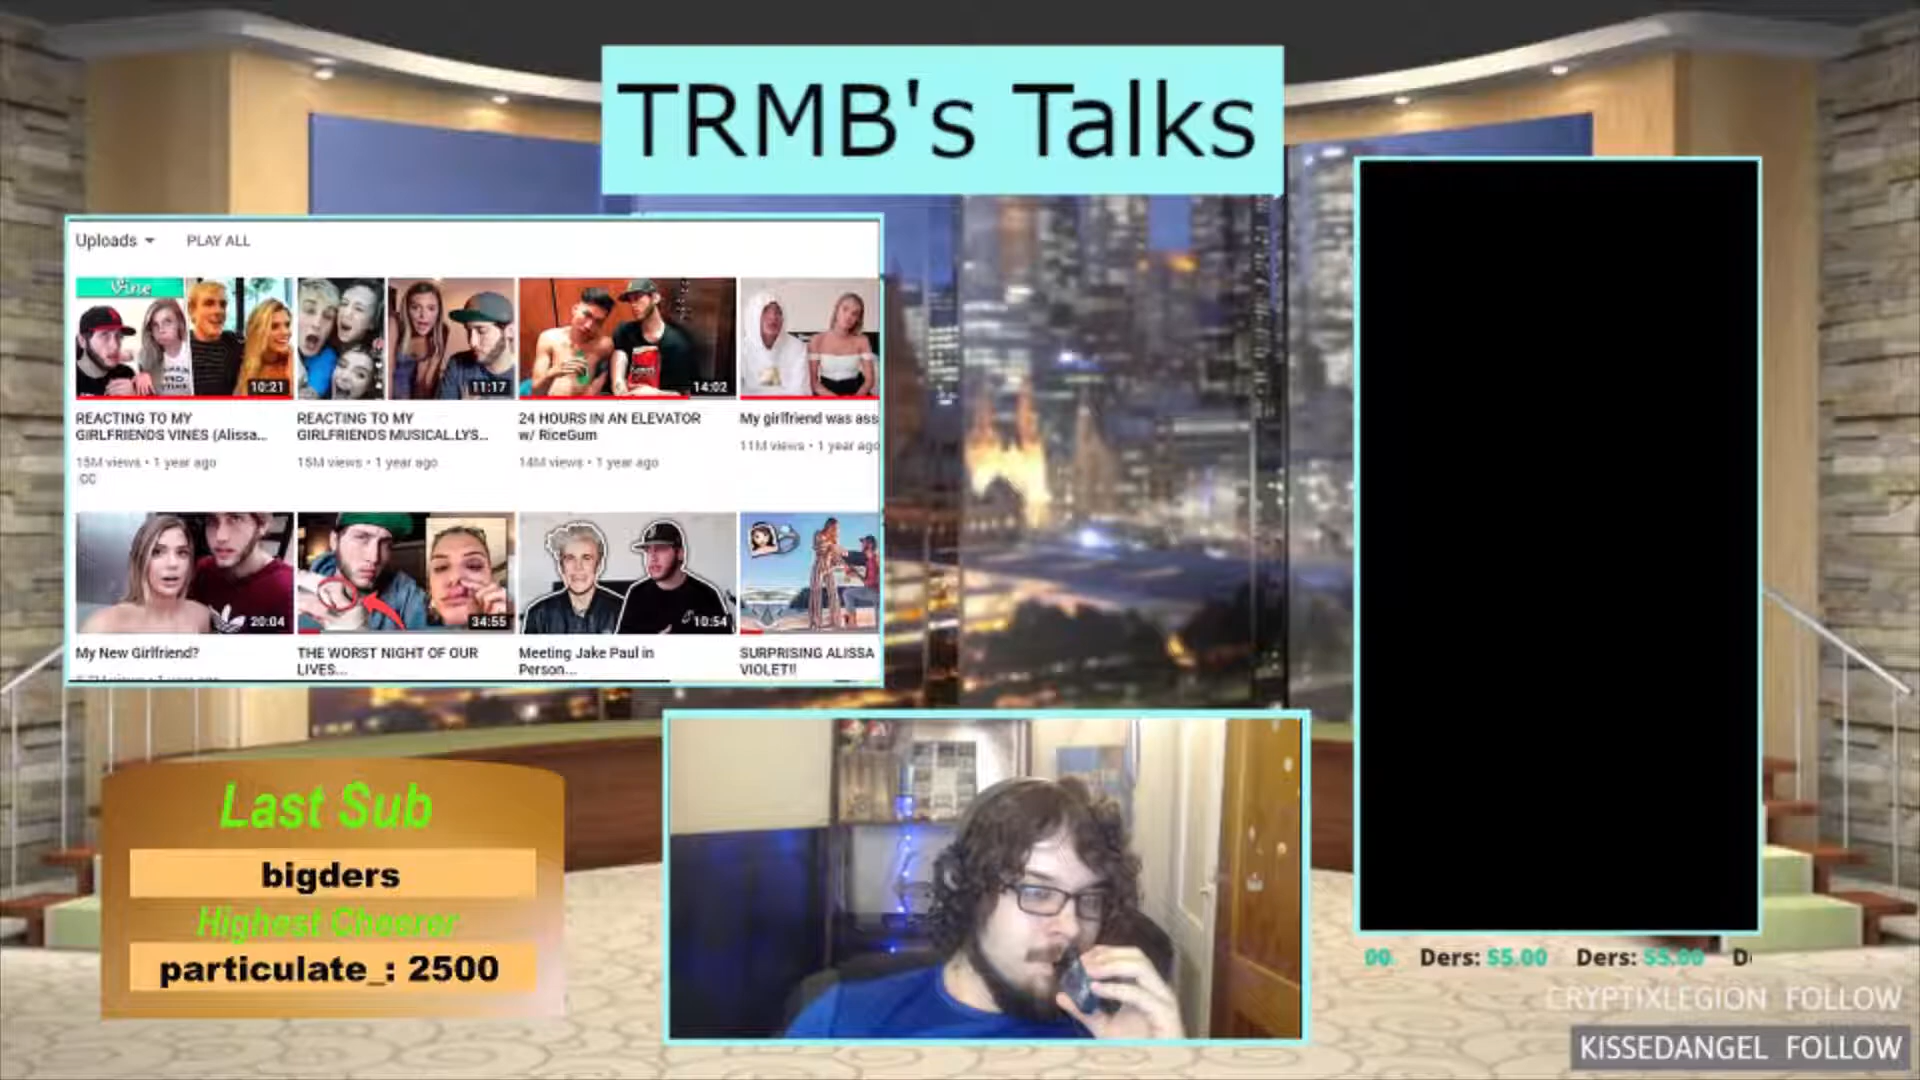 TRMB's Talks
Uploads PLAY ALL
Vine
10:21
11:17
14:02
REACTING TO MY
GIRLFRIENDS VINES (Alissa...
15M views • 1 year ago
CC
REACTING TO MY
GIRLFRIENDS MUSICAL.LYS...
15M views • 1 year ago
24 HOURS IN AN ELEVATOR
w/ RiceGum
14M views • 1 year ago
My girlfriend was ass
11M views • 1 year ago
20:04
34:55
10:54
My New Girlfriend?
THE WORST NIGHT OF OUR
LIVES...
Meeting Jake Paul in
Person...
SURPRISING ALISSA
VIOLET!!
Last Sub
bigders
Highest Cheerer
particulate_: 2500
00. Ders: $5.00 Ders: $5.00 D
CRYPTIXLEGION FOLLOW
KISSEDANGEL FOLLOW